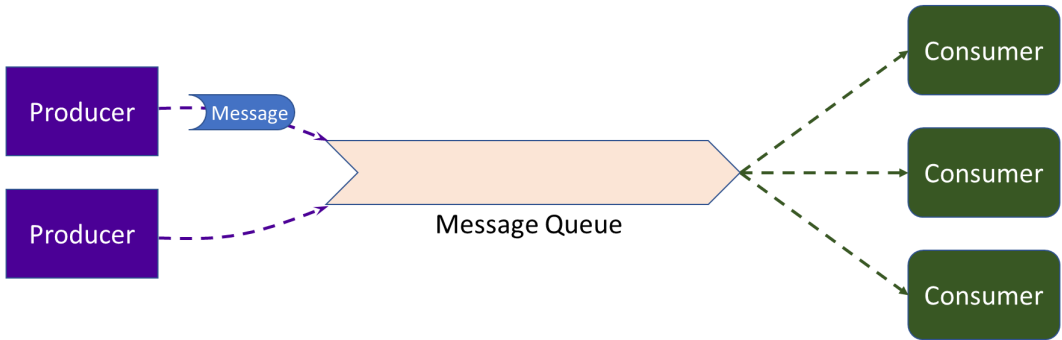 Producer
Message
Producer
Message Queue
Consumer
Consumer
Consumer